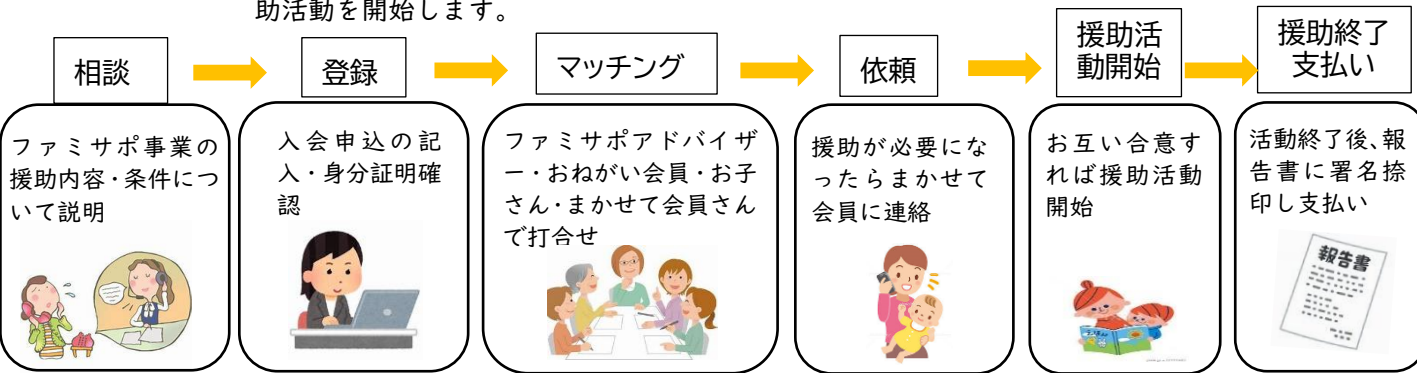 助活動を開始します。
相談
登録
マッチング
依頼
援助活
動開始
援助終了
支払い
ファミサポ事業の
援助内容・条件につ
いて説明
入会申込の記
入・身分証明確
認
ファミサポアドバイザ
ー・おねがい会員・お子
さん・まかせて会員さん
で打合せ
援助が必要にな
ったらまかせて
会員に連絡
お互い合意す
れば援助活動
開始
活動終了後、報
告書に署名捺
印し支払い
報告書